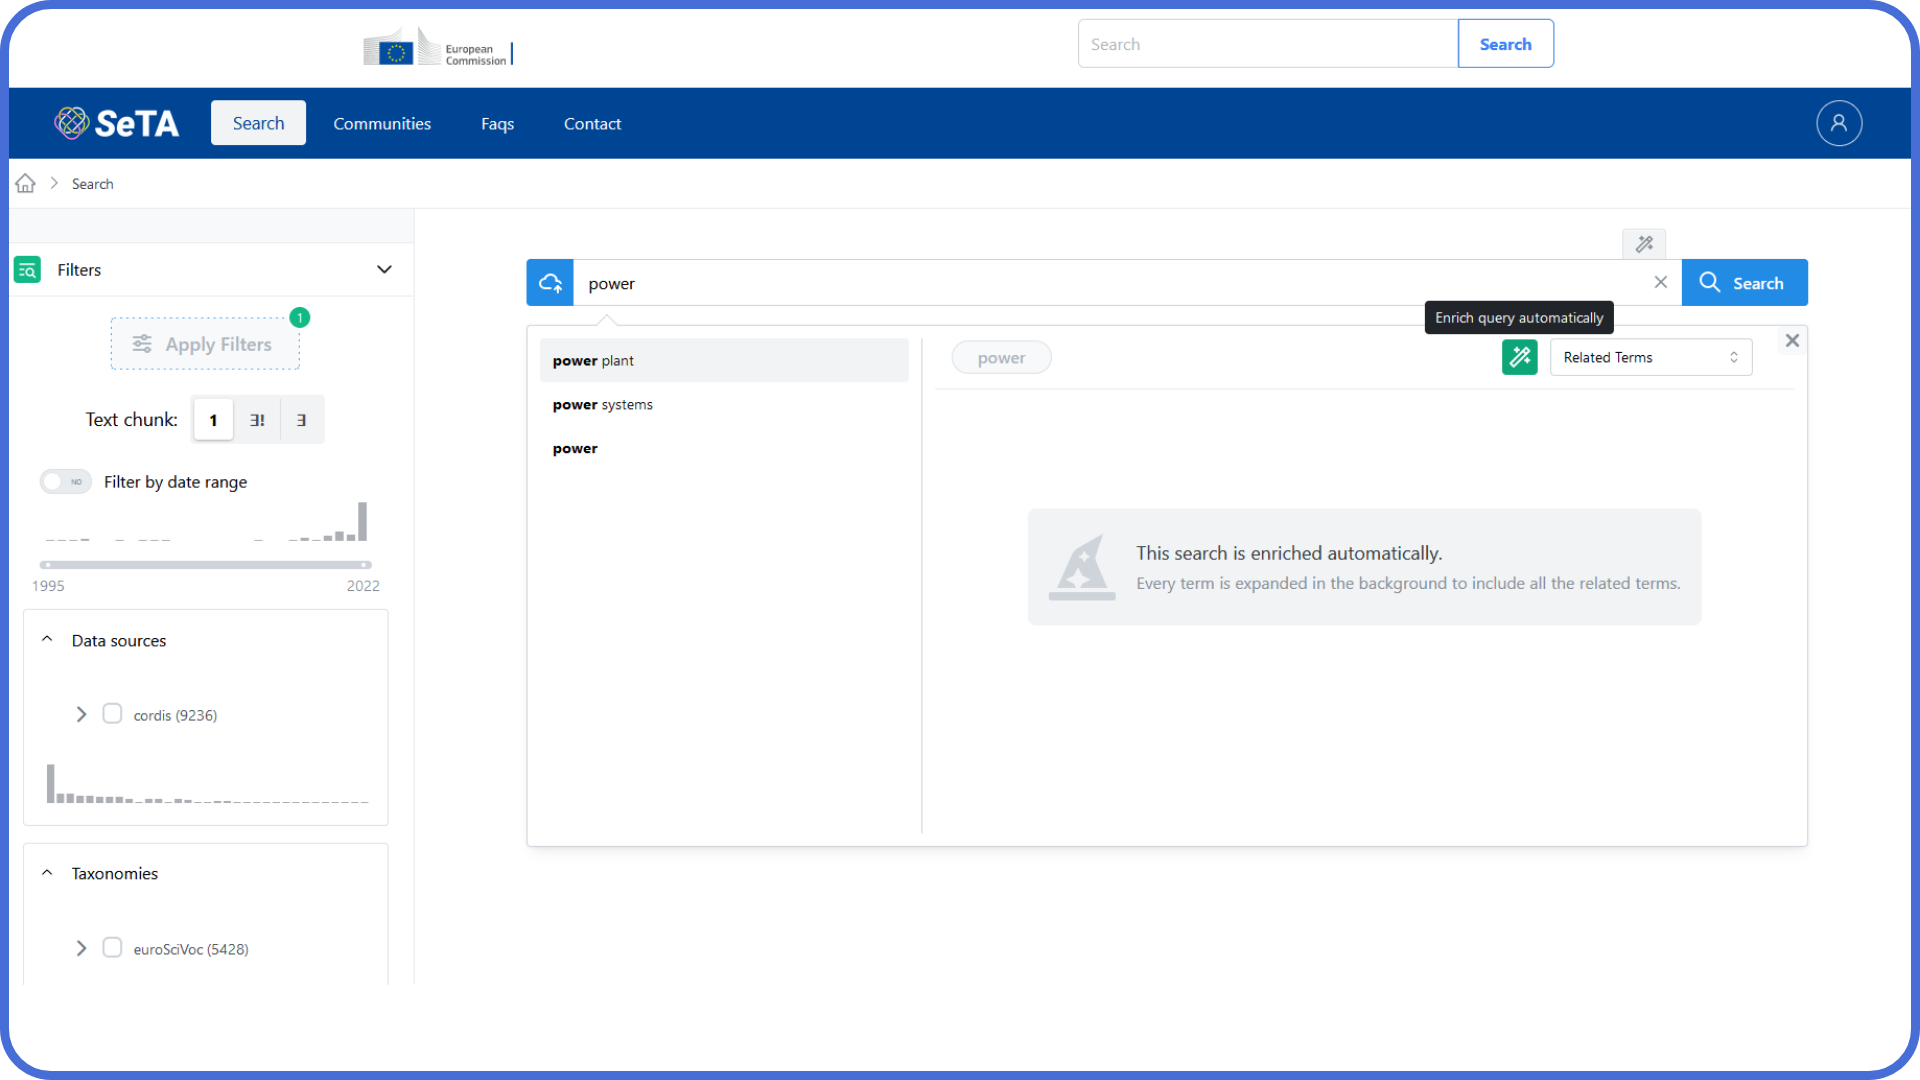 European
Commission
Search
Search
SeTA
Search
Communities
Faqs
Contact
Search
Filters
1
Apply Filters
Text chunk:
1
∃!
∃
NO
Filter by date range
1995
2022
Data sources
cordis (9236)
Taxonomies
euroSciVoc (5428)
power
Search
Enrich query automatically
power plant
power systems
power
power
Related Terms
This search is enriched automatically.
Every term is expanded in the background to include all the related terms.